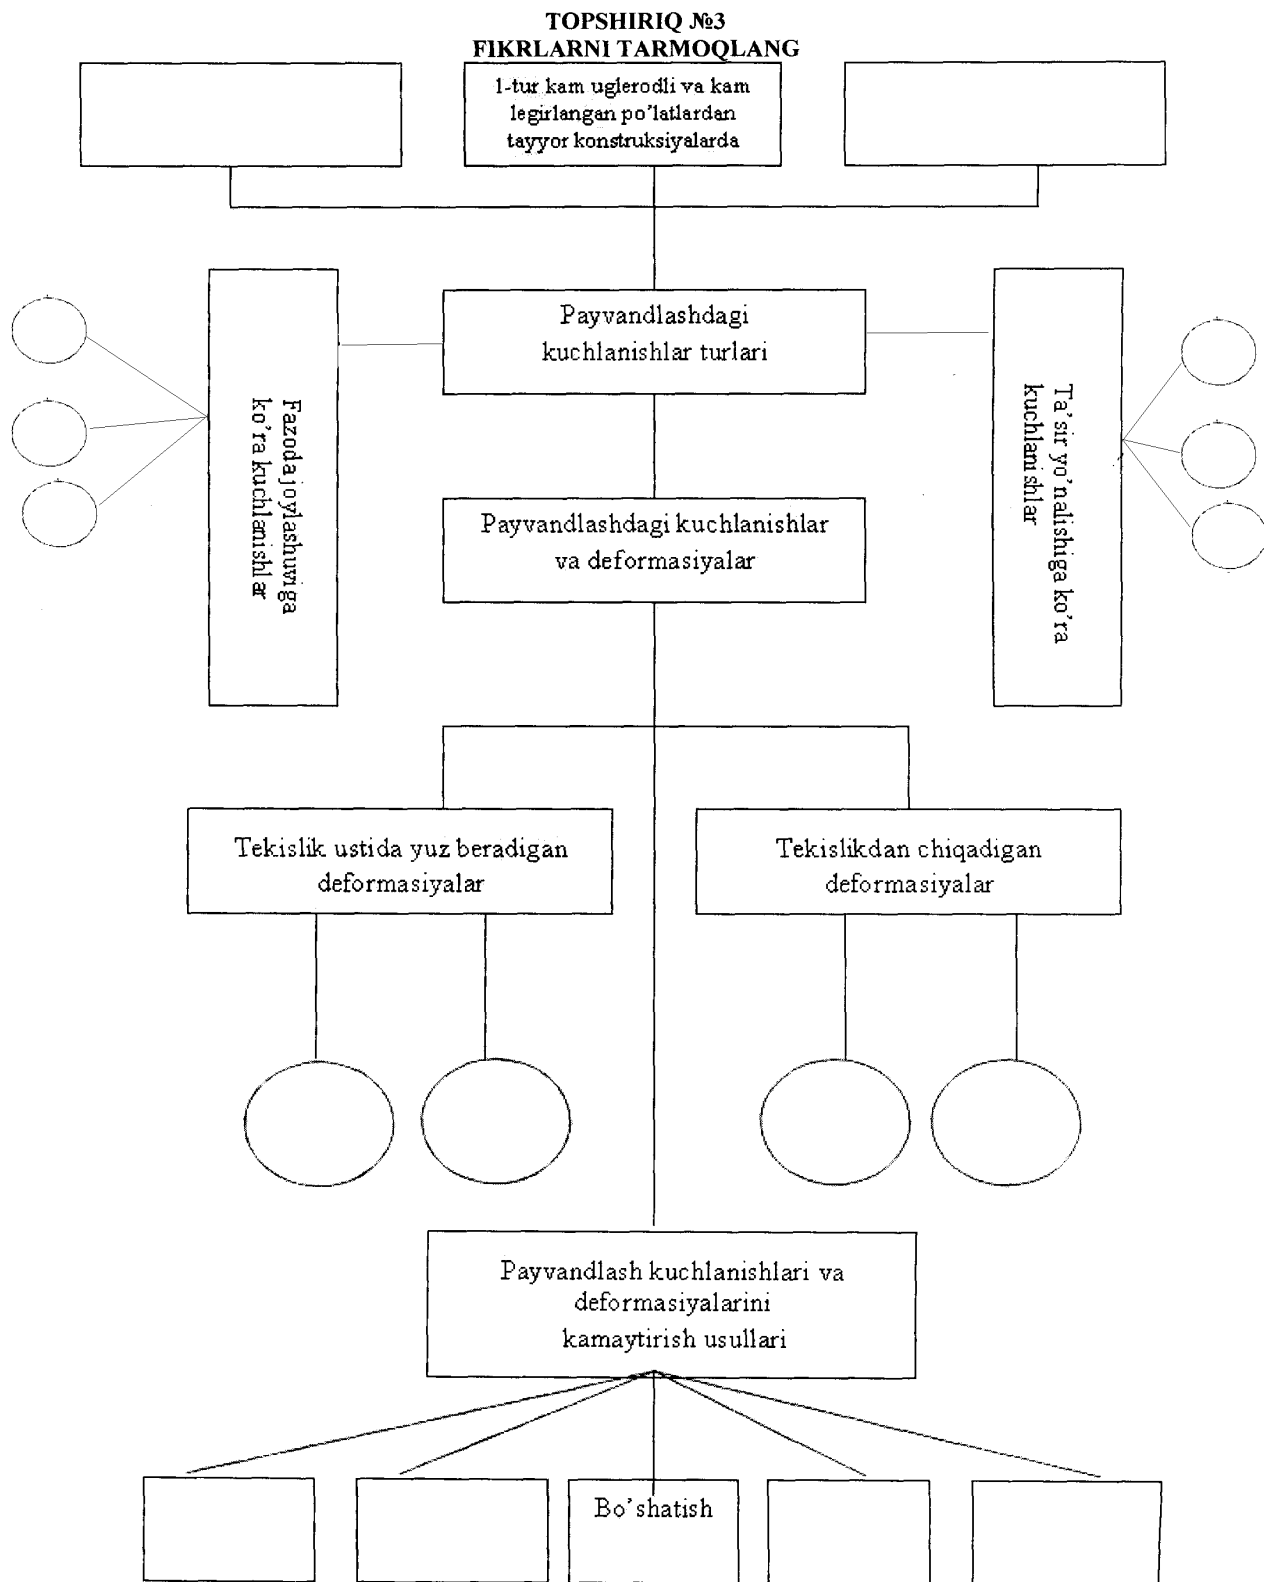 TOPSHIRIQ №3
FIKRLARNI TARMOQLANG
1-tur kam uglerodli va kam
legirlangan po'latlardan
tayyor konstruksiyalarda
Payvandlashdagi
kuchlanishlar turlari
Fazoda joylashuviga
ko'ra kuchlanishlar
Ta'sir yo'nalishiga ko'ra
kuchlanishlar
Payvandlashdagi kuchlanishlar
va deformasiyalar
Tekislik ustida yuz beradigan
deformasiyalar
Tekislikdan chiqadigan
deformasiyalar
Payvandlash kuchlanishlari va
deformasiyalarini
kamaytirish usullari
Bo'shatish